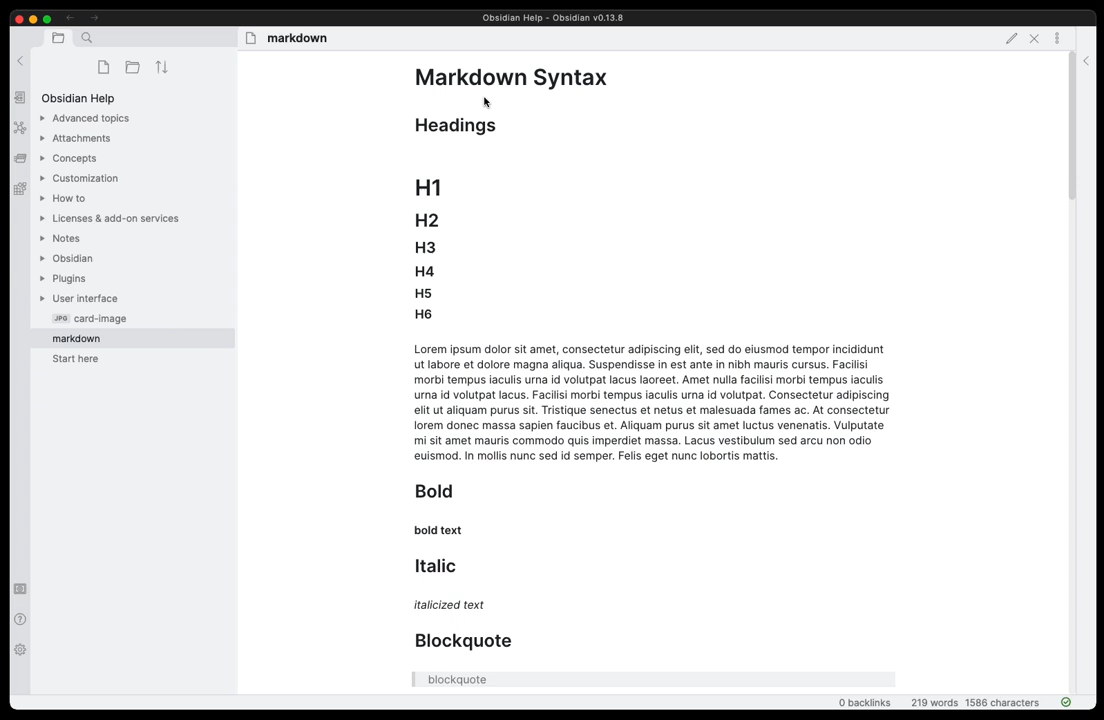 Obsidian Help - Obsidian v0.13.8
markdown
Obsidian Help
Advanced topics
Attachments
Concepts
Customization
How to
Licenses & add-on services
Notes
Obsidian
Plugins
User interface
JPG card-image
markdown
Start here
Markdown Syntax
Headings
H1
H2
H3
H4
H5
H6
Lorem ipsum dolor sit amet, consectetur adipiscing elit, sed do eiusmod tempor incididunt
ut labore et dolore magna aliqua. Suspendisse in est ante in nibh mauris cursus. Facilisi
morbi tempus iaculis urna id volutpat lacus laoreet. Amet nulla facilisi morbi tempus iaculis
urna id volutpat lacus. Facilisi morbi tempus iaculis urna id volutpat. Consectetur adipiscing
elit ut aliquam purus sit. Tristique senectus et netus et malesuada fames ac. At consectetur
lorem donec massa sapien faucibus et. Aliquam purus sit amet luctus venenatis. Vulputate
mi sit amet mauris commodo quis imperdiet massa. Lacus vestibulum sed arcu non odio
euismod. In mollis nunc sed id semper. Felis eget nunc lobortis mattis.
Bold
bold text
Italic
italicized text
Blockquote
blockquote
0 backlinks 219 words 1586 characters